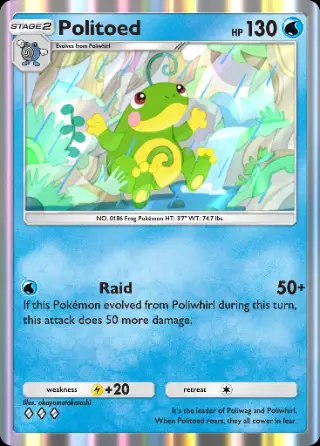 STAGE 2
Politoed
HP 130
Evolves from Poliwhirl
NO. 0186 Frog Pokémon HT: 3'7" WT: 74.7 lbs.
Raid 50+
If this Pokémon evolved from Poliwhirl during this turn,
this attack does 50 more damage.
weakness +20
retreat
Illus. okayamatakatoshi
It's the leader of Poliwag and Poliwhirl.
When Politoed roars, they all cower in fear.